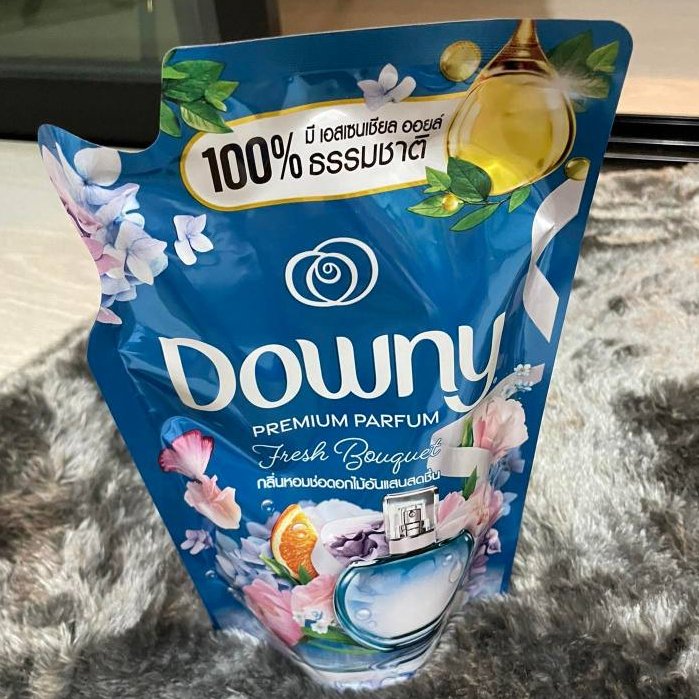 100% มี เอสเซนเชียล ออยล์
ธรรมชาติ
Downy
PREMIUM PARFUM
Fresh Bouquet
กลิ่นหอมช่อดอกไม้อันแสนสดชื่น